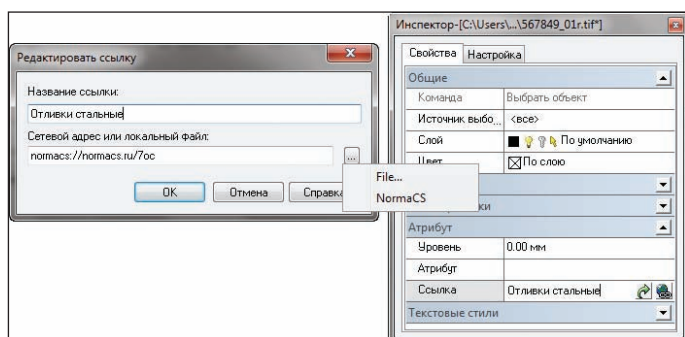 Редактировать ссылку
Название ссылки:
Отливки стальные
Сетевой адрес или локальный файл:
normacs://normacs.ru/7oc
...
OK Отмена Справка
File...
NormaCS
Инспектор-[C:\Users\...\567849_01r.tif*]
Свойства Настройка
Общие
Команда Выбрать объект
Источник выбо... <все>
Слой По умолчанию
Цвет По слою
ки
Атрибут
Уровень 0.00 мм
Атрибут
Ссылка Отливки стальные
Текстовые стили